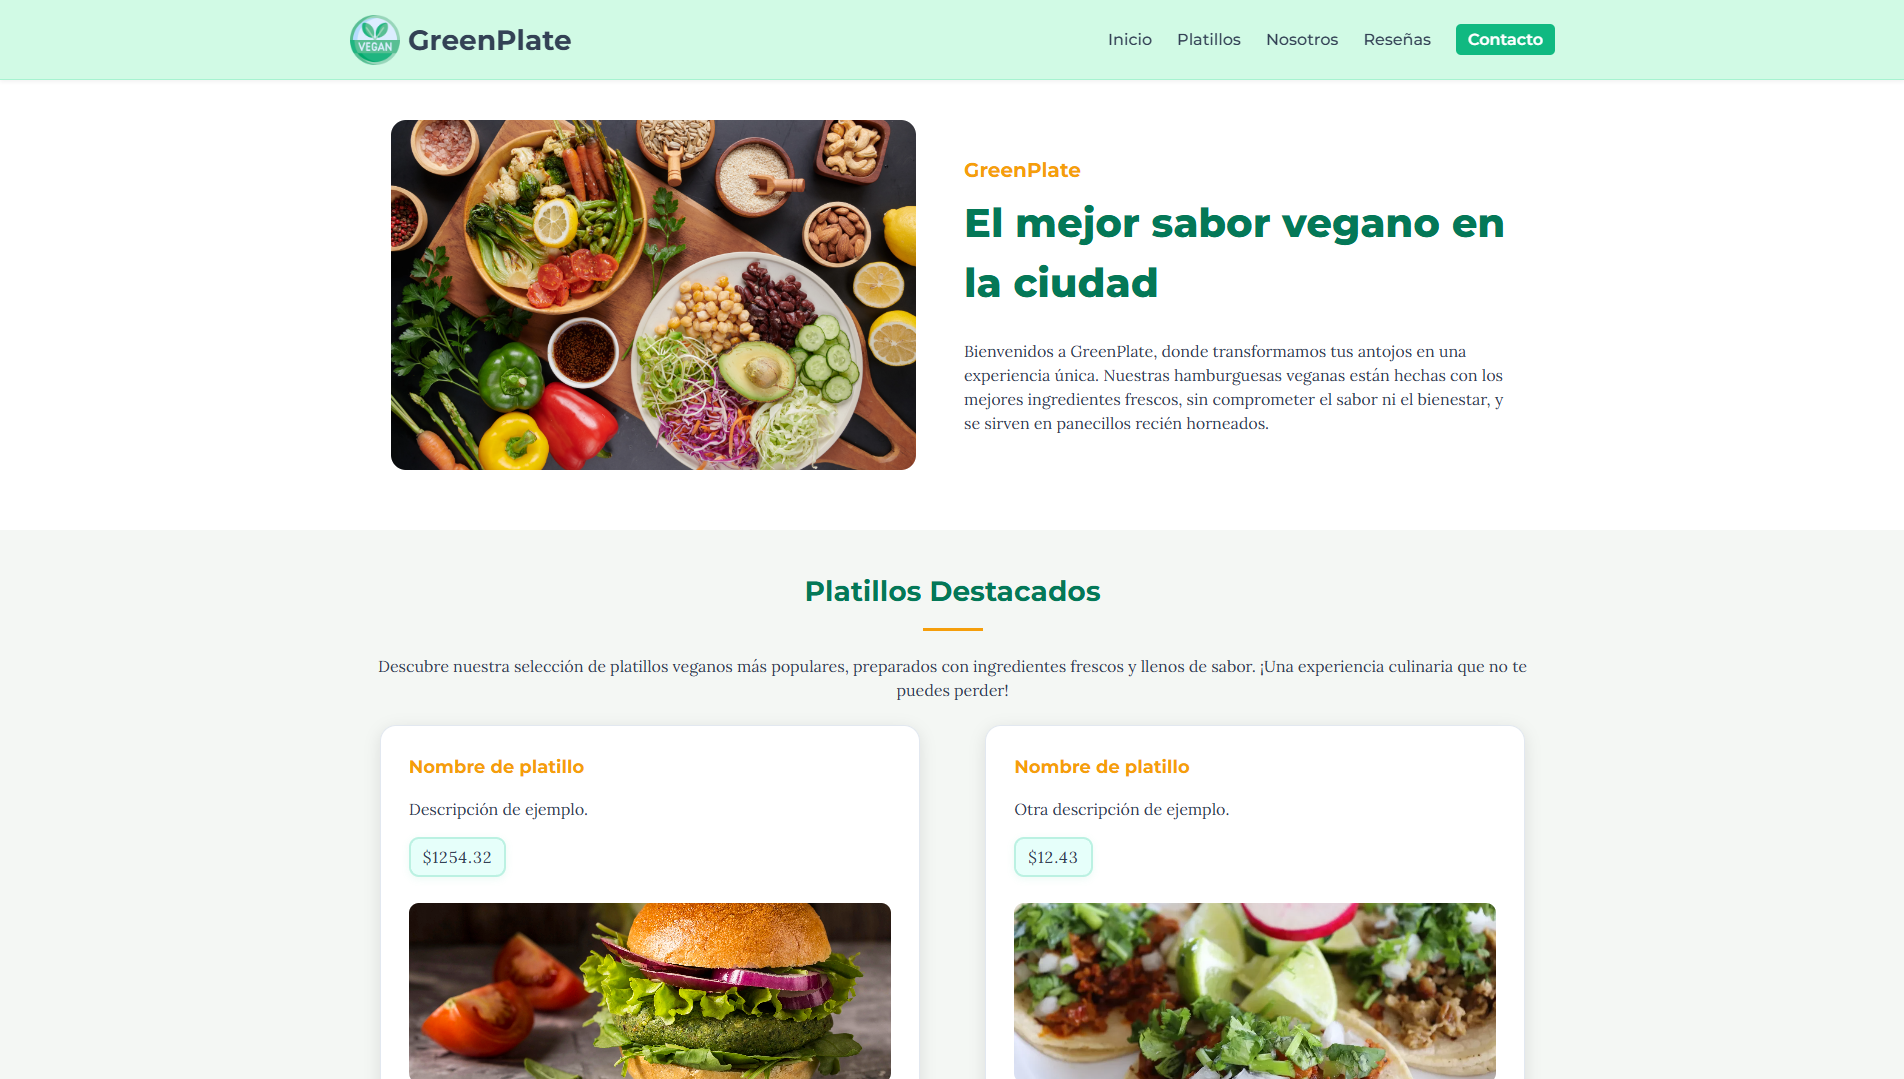 VEGAN
GreenPlate
Inicio
Platillos
Nosotros
Reseñas
Contacto
GreenPlate
El mejor sabor vegano en
la ciudad
Bienvenidos a GreenPlate, donde transformamos tus antojos en una
experiencia única. Nuestras hamburguesas veganas están hechas con los
mejores ingredientes frescos, sin comprometer el sabor ni el bienestar, y
se sirven en panecillos recién horneados.
Platillos Destacados
Descubre nuestra selección de platillos veganos más populares, preparados con ingredientes frescos y llenos de sabor. ¡Una experiencia culinaria que no te
puedes perder!
Nombre de platillo
Descripción de ejemplo.
$1254.32
Nombre de platillo
Otra descripción de ejemplo.
$12.43